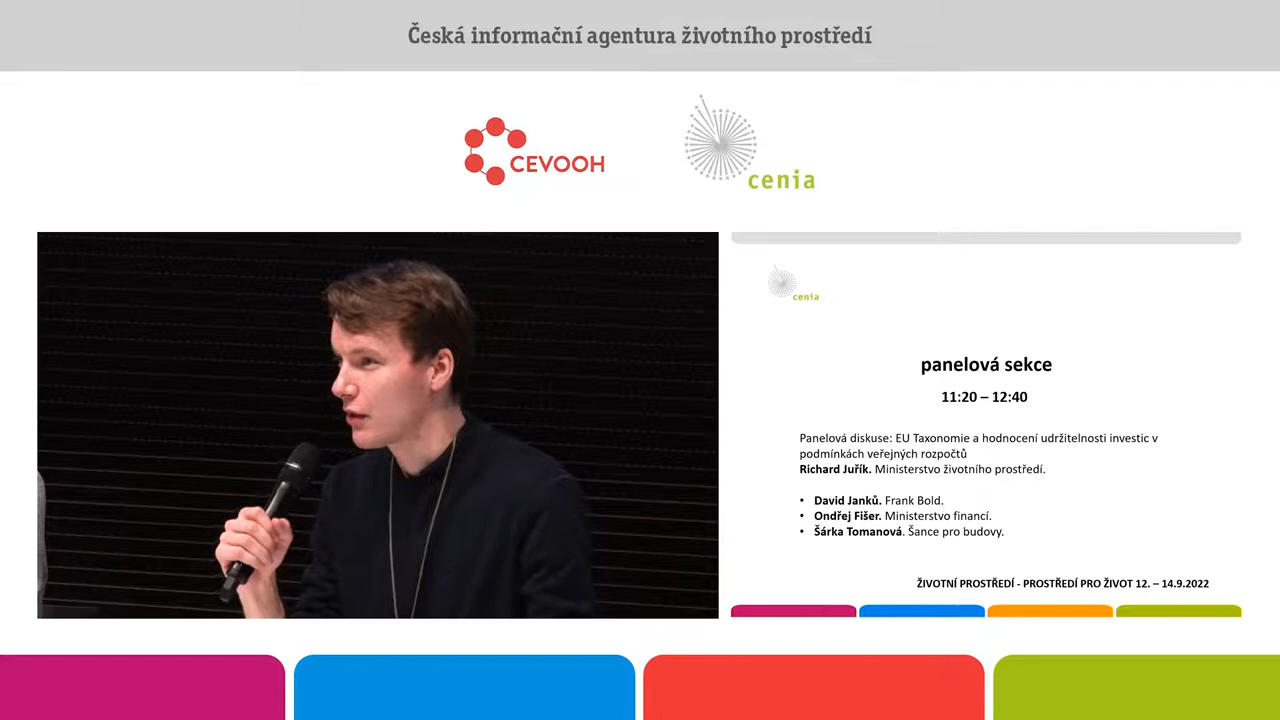 Česká informační agentura životního prostředí
CEVOOH
cenia
cenia
panelová sekce
11:20 – 12:40
Panelová diskuse: EU Taxonomie a hodnocení udržitelnosti investic v
podmínkách veřejných rozpočtů
Richard Juřík. Ministerstvo životního prostředí.
• David Janků. Frank Bold.
• Ondřej Fišer. Ministerstvo financí.
• Šárka Tomanová. Šance pro budovy.
ŽIVOTNÍ PROSTŘEDÍ - PROSTŘEDÍ PRO ŽIVOT 12. – 14.9.2022